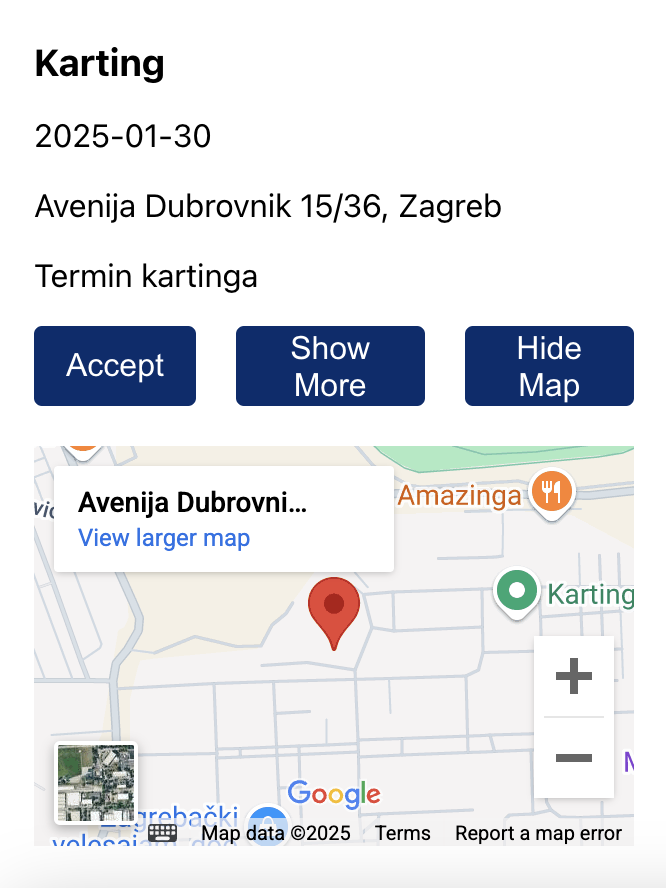 Karting
2025-01-30
Avenija Dubrovnik 15/36, Zagreb
Termin kartinga
Accept
Show
More
Hide
Map
Avenija Dubrovni...
View larger map
Amazinga
Karting
Google
Map data ©2025
Terms
Report a map error